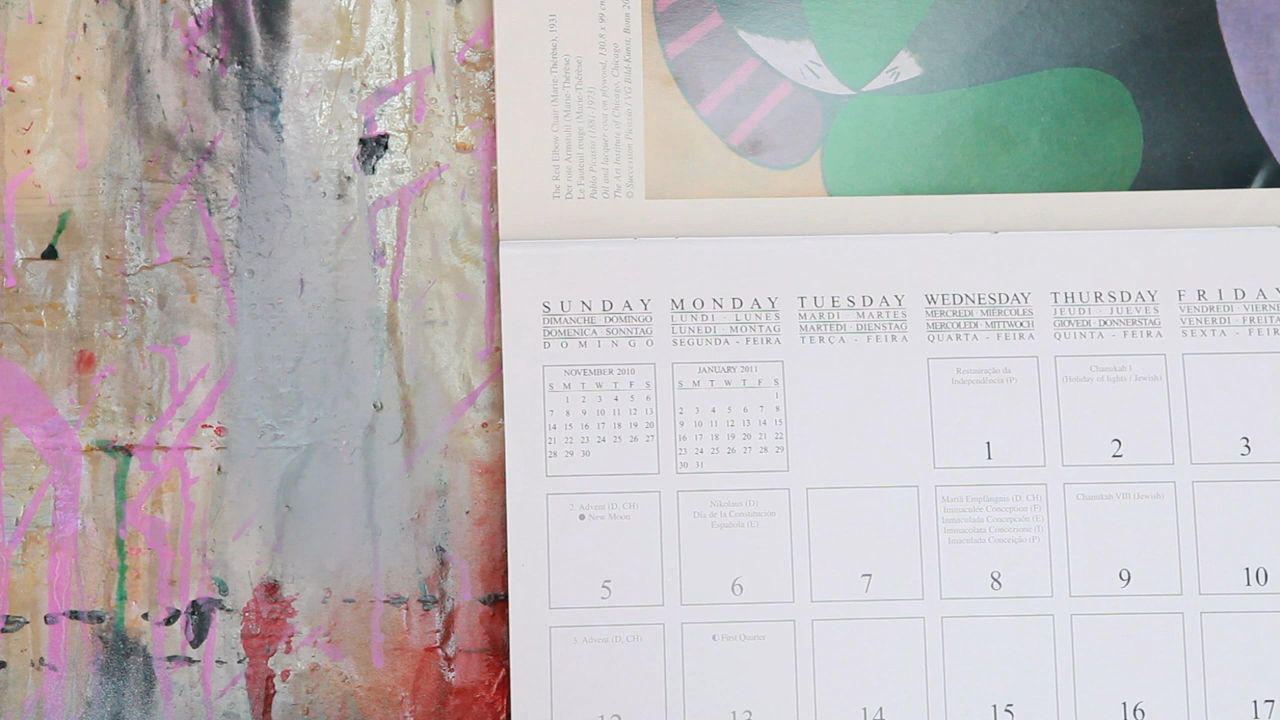 The Red Elbow Chair (Marie-Thérèse), 1931
Der rote Armstuhl (Marie-Thérèse)
Le Fauteuil rouge (Marie-Thérèse)
Pablo Picasso (1881-1973)
Oil and lacquer coat on plywood, 130,8 x 99 cm
The Art Institute of Chicago, Chicago
© Succession Picasso / VG Bild-Kunst, Bonn 20
SUNDAY
DIMANCHE · DOMINGO
DOMENICA · SONNTAG
DOMINGO
MONDAY
LUNDI · LUNES
LUNEDI · MONTAG
SEGUNDA - FEIRA
TUESDAY
MARDI · MARTES
MARTEDI · DIENSTAG
TERÇA - FEIRA
WEDNESDAY
MERCREDI · MIÉRCOLES
MERCOLEDI · MITTWOCH
QUARTA - FEIRA
THURSDAY
JEUDI · JUEVES
GIOVEDI · DONNERSTAG
QUINTA - FEIRA
FRIDAY
VENDREDI · VIERN
VENERDI · FREITA
SEXTA - FEIRA
NOVEMBER 2010
S M T W T F S
1 2 3 4 5 6
7 8 9 10 11 12 13
14 15 16 17 18 19 20
21 22 23 24 25 26 27
28 29 30
JANUARY 2011
S M T W T F S
1
2 3 4 5 6 7 8
9 10 11 12 13 14 15
16 17 18 19 20 21 22
23 24 25 26 27 28 29
30 31
Restauração da
Independência (P)
1
Chanukah I
(Holiday of lights / Jewish)
2
3
2. Advent (D, CH)
New Moon
5
Nikolaus (D)
Día de la Constitución
Española (E)
6
7
Mariä Empfängnis (D, CH)
Immaculée Conception (F)
Inmaculada Concepción (E)
Immacolata Concezione (I)
Imaculada Conceição (P)
8
Chanukah VIII (Jewish)
9
10
3. Advent (D, CH)
12
First Quarter
13
14
15
16
17